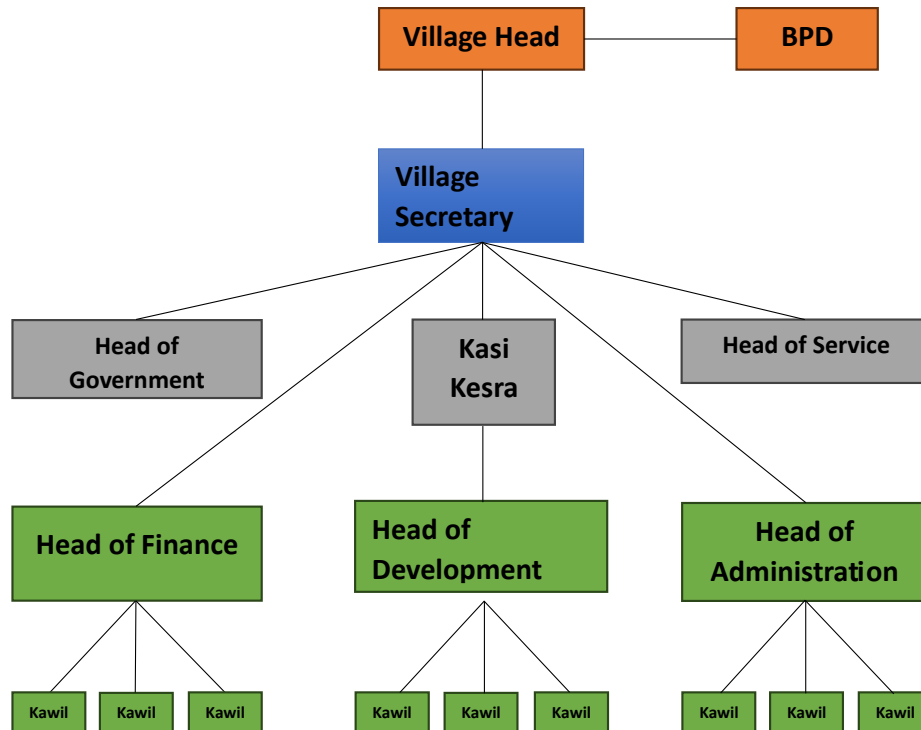 Village Head
BPD
Village
Secretary
Head of
Government
Kasi
Kesra
Head of Service
Head of Finance
Head of
Development
Head of
Administration
Kawil
Kawil
Kawil
Kawil
Kawil
Kawil
Kawil
Kawil
Kawil